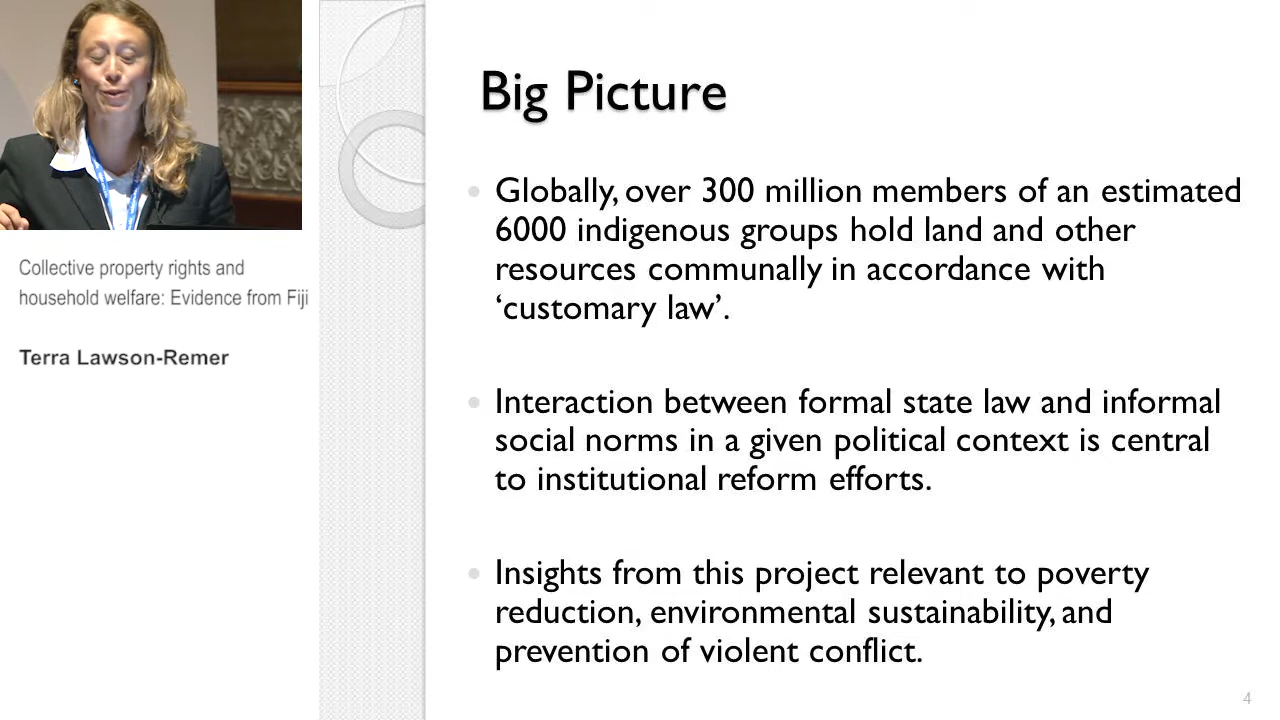 Collective property rights and
household welfare: Evidence from Fiji
Terra Lawson-Remer
Big Picture
Globally, over 300 million members of an estimated
6000 indigenous groups hold land and other
resources communally in accordance with
‘customary law’.
Interaction between formal state law and informal
social norms in a given political context is central
to institutional reform efforts.
Insights from this project relevant to poverty
reduction, environmental sustainability, and
prevention of violent conflict.
4